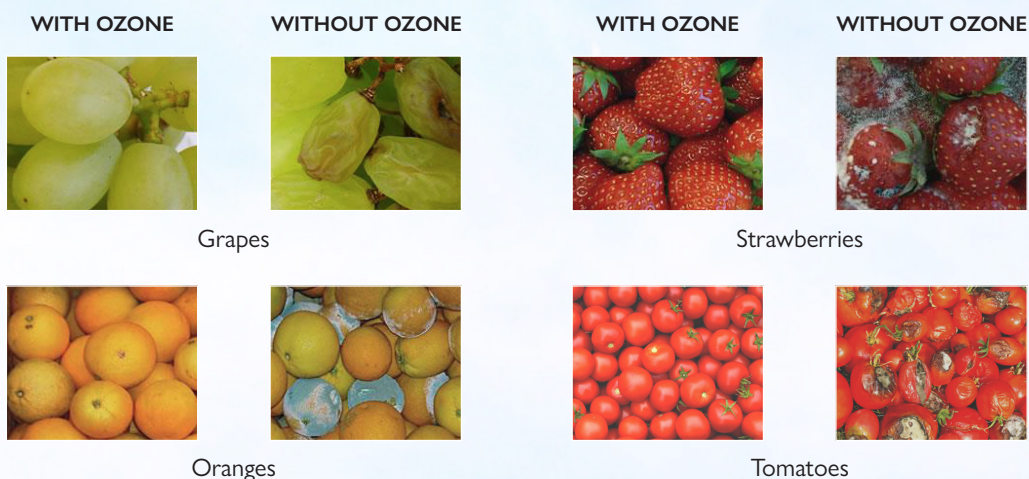 WITH OZONE
WITHOUT OZONE
WITH OZONE
WITHOUT OZONE
Grapes
Strawberries
Oranges
Tomatoes